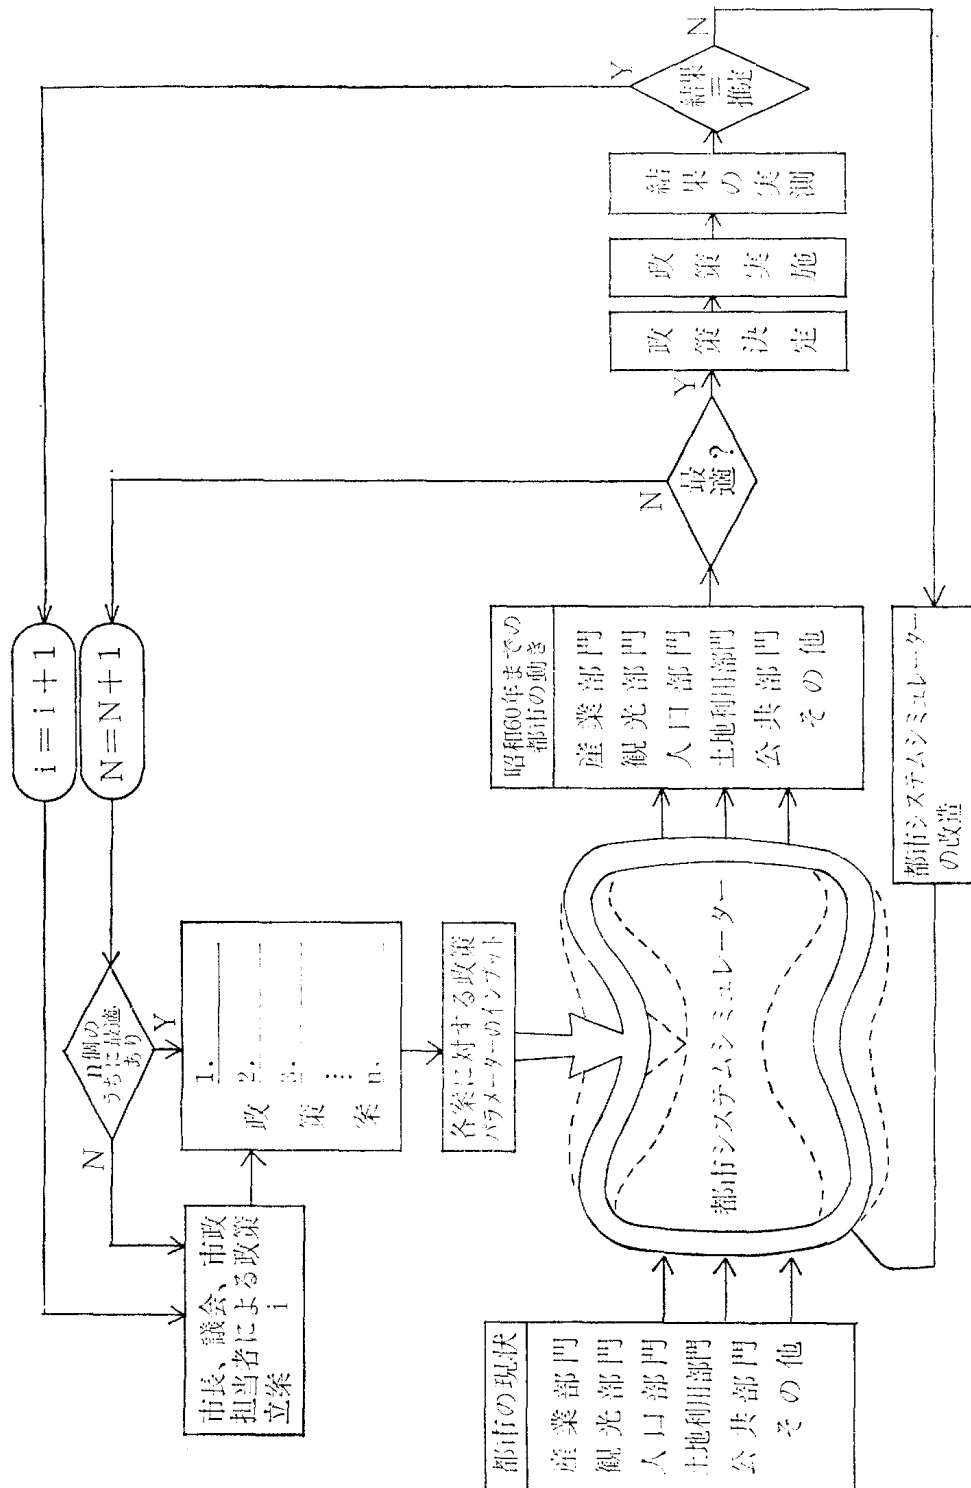 i＝i＋1
N＝N＋1
n個の
うちに最適
あり
N
Y
市長、議会、市政
担当者による政策
立案
i
政策案
1.
2.
3.
⋮
n.
各案に対する政策
パラメーターのインプット
都市の現状
産業部門
観光部門
人口部門
土地利用部門
公共部門
その他
都市システムシミュレーター
昭和60年までの
都市の動き
産業部門
観光部門
人口部門
土地利用部門
公共部門
その他
最適?
N
Y
政策決定
政策実施
結果の実測
結果
＝
推定
Y
N
都市システムシミュレーター
の改造